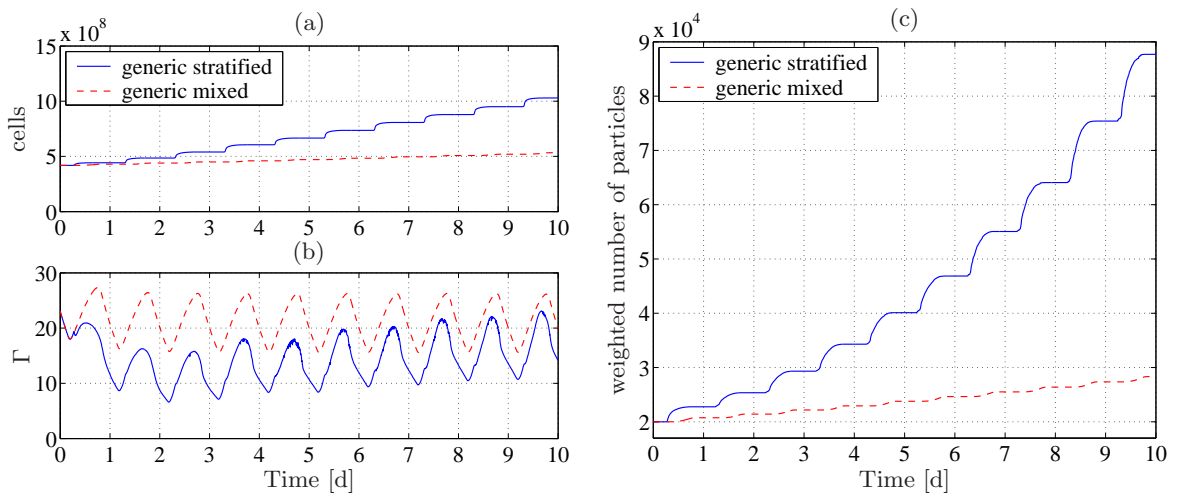 (a)
x 10^8
15
10
5
0
cells
generic stratified
generic mixed
0 1 2 3 4 5 6 7 8 9 10
(b)
30
20
10
0
Γ
0 1 2 3 4 5 6 7 8 9 10
Time [d]
(c)
x 10^4
9
8
7
6
5
4
3
2
weighted number of particles
generic stratified
generic mixed
0 1 2 3 4 5 6 7 8 9 10
Time [d]